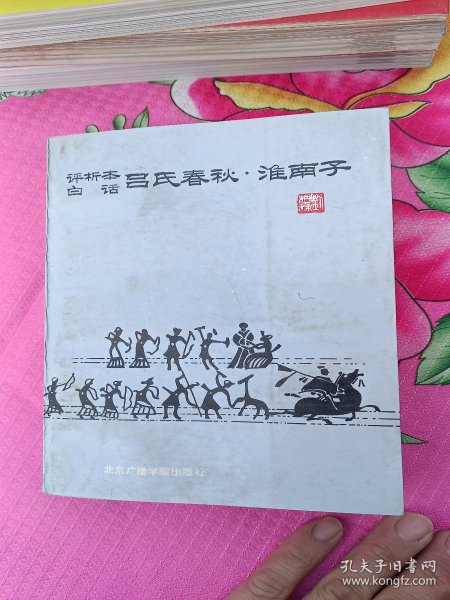 评析本
白话
吕氏春秋·淮南子
北京广播学院出版社
孔夫子旧书网
www.kongfz.com